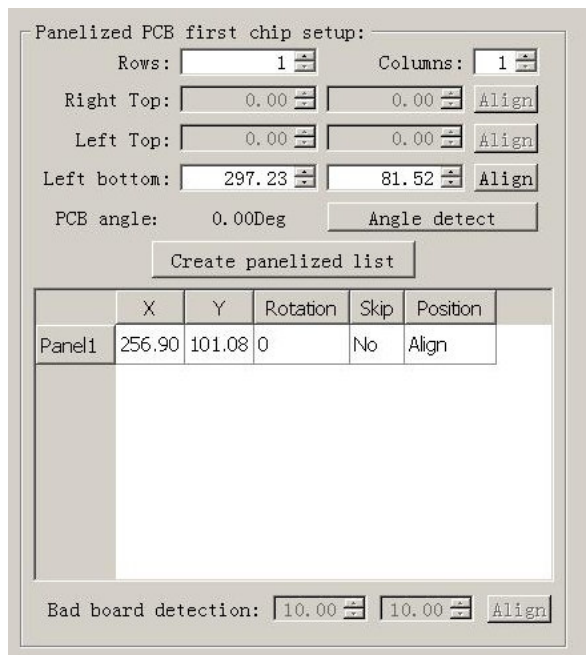 Panelized PCB first chip setup:
Rows: 1 Columns: 1
Right Top: 0.00 0.00 Align
Left Top: 0.00 0.00 Align
Left bottom: 297.23 81.52 Align
PCB angle: 0.00Deg Angle detect
Create panelized list
X Y Rotation Skip Position
Panel1 256.90 101.08 0 No Align
Bad board detection: 10.00 10.00 Align